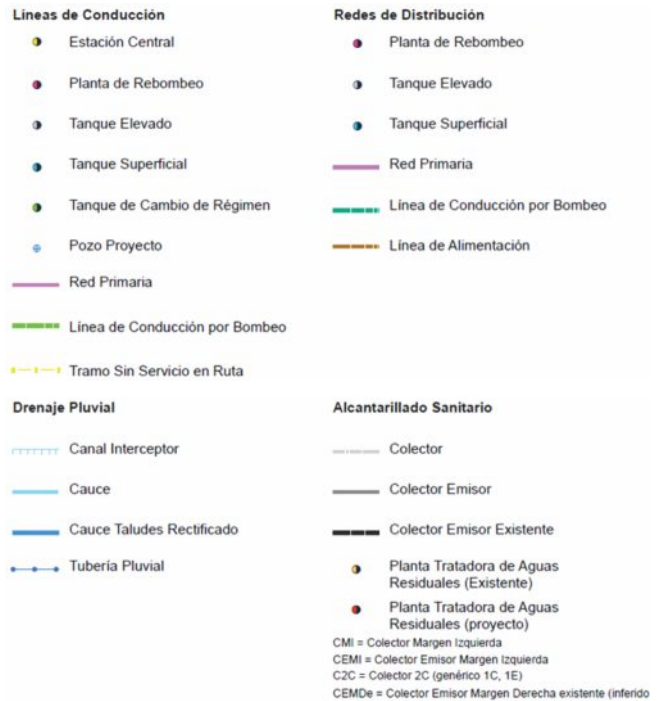 Líneas de Conducción
Estación Central
Planta de Rebombeo
Tanque Elevado
Tanque Superficial
Tanque de Cambio de Régimen
Pozo Proyecto
Red Primaria
Línea de Conducción por Bombeo
Tramo Sin Servicio en Ruta
Redes de Distribución
Planta de Rebombeo
Tanque Elevado
Tanque Superficial
Red Primaria
Línea de Conducción por Bombeo
Línea de Alimentación
Drenaje Pluvial
Canal Interceptor
Cauce
Cauce Taludes Rectificado
Tubería Pluvial
Alcantarillado Sanitario
Colector
Colector Emisor
Colector Emisor Existente
Planta Tratadora de Aguas
Residuales (Existente)
Planta Tratadora de Aguas
Residuales (proyecto)
CMI = Colector Margen Izquierda
CEMI = Colector Emisor Margen Izquierda
C2C = Colector 2C (genérico 1C, 1E)
CEMDe = Colector Emisor Margen Derecha existente (inferido